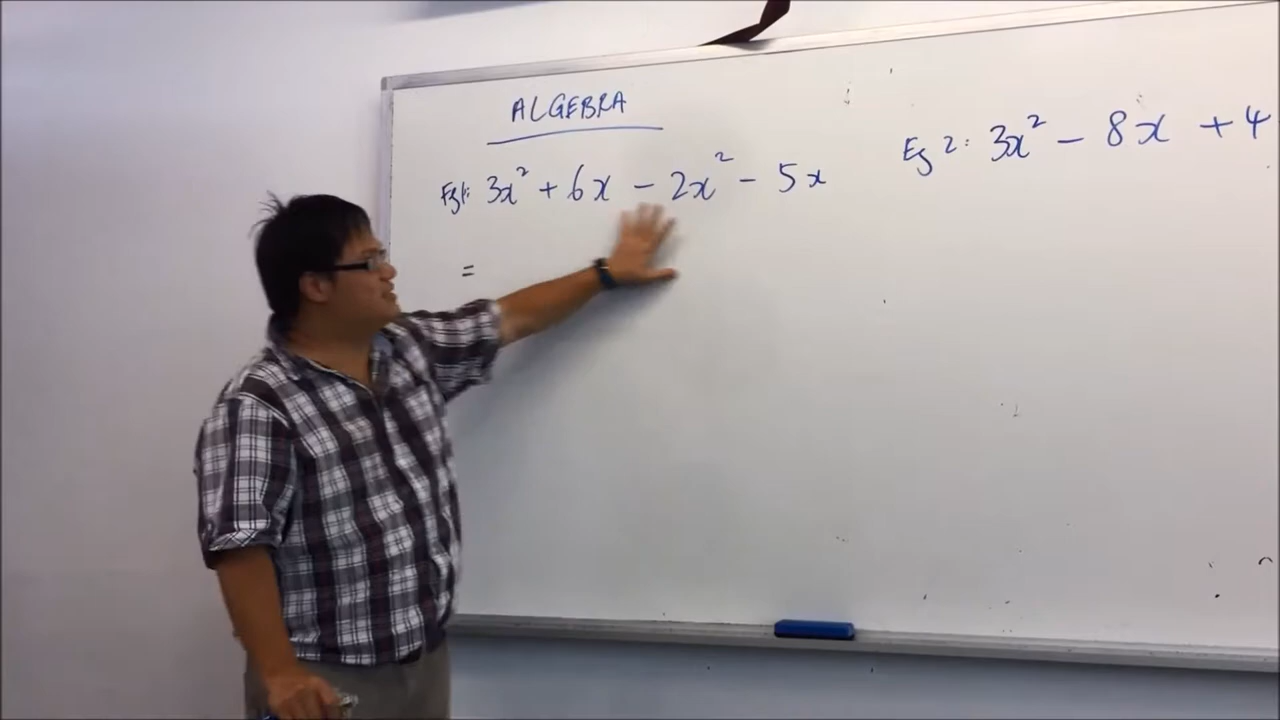 ALGEBRA
Eg1: 3x² + 6x - 2x² - 5x
=
Eg 2: 3x² - 8x + 4